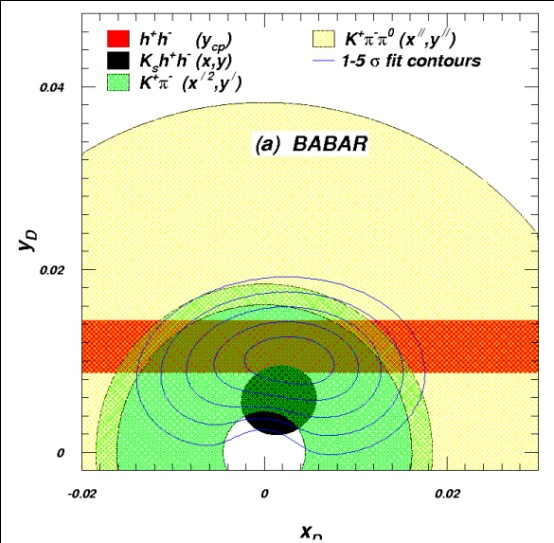 h⁺h⁻ (y_cp)
K_s h⁺h⁻ (x,y)
K⁺π⁻ (x′²,y′)
K⁺π⁻π⁰ (x″,y″)
1-5 σ fit contours
(a) BABAR
0.04
y_D
0.02
0
-0.02 0 0.02
x_D